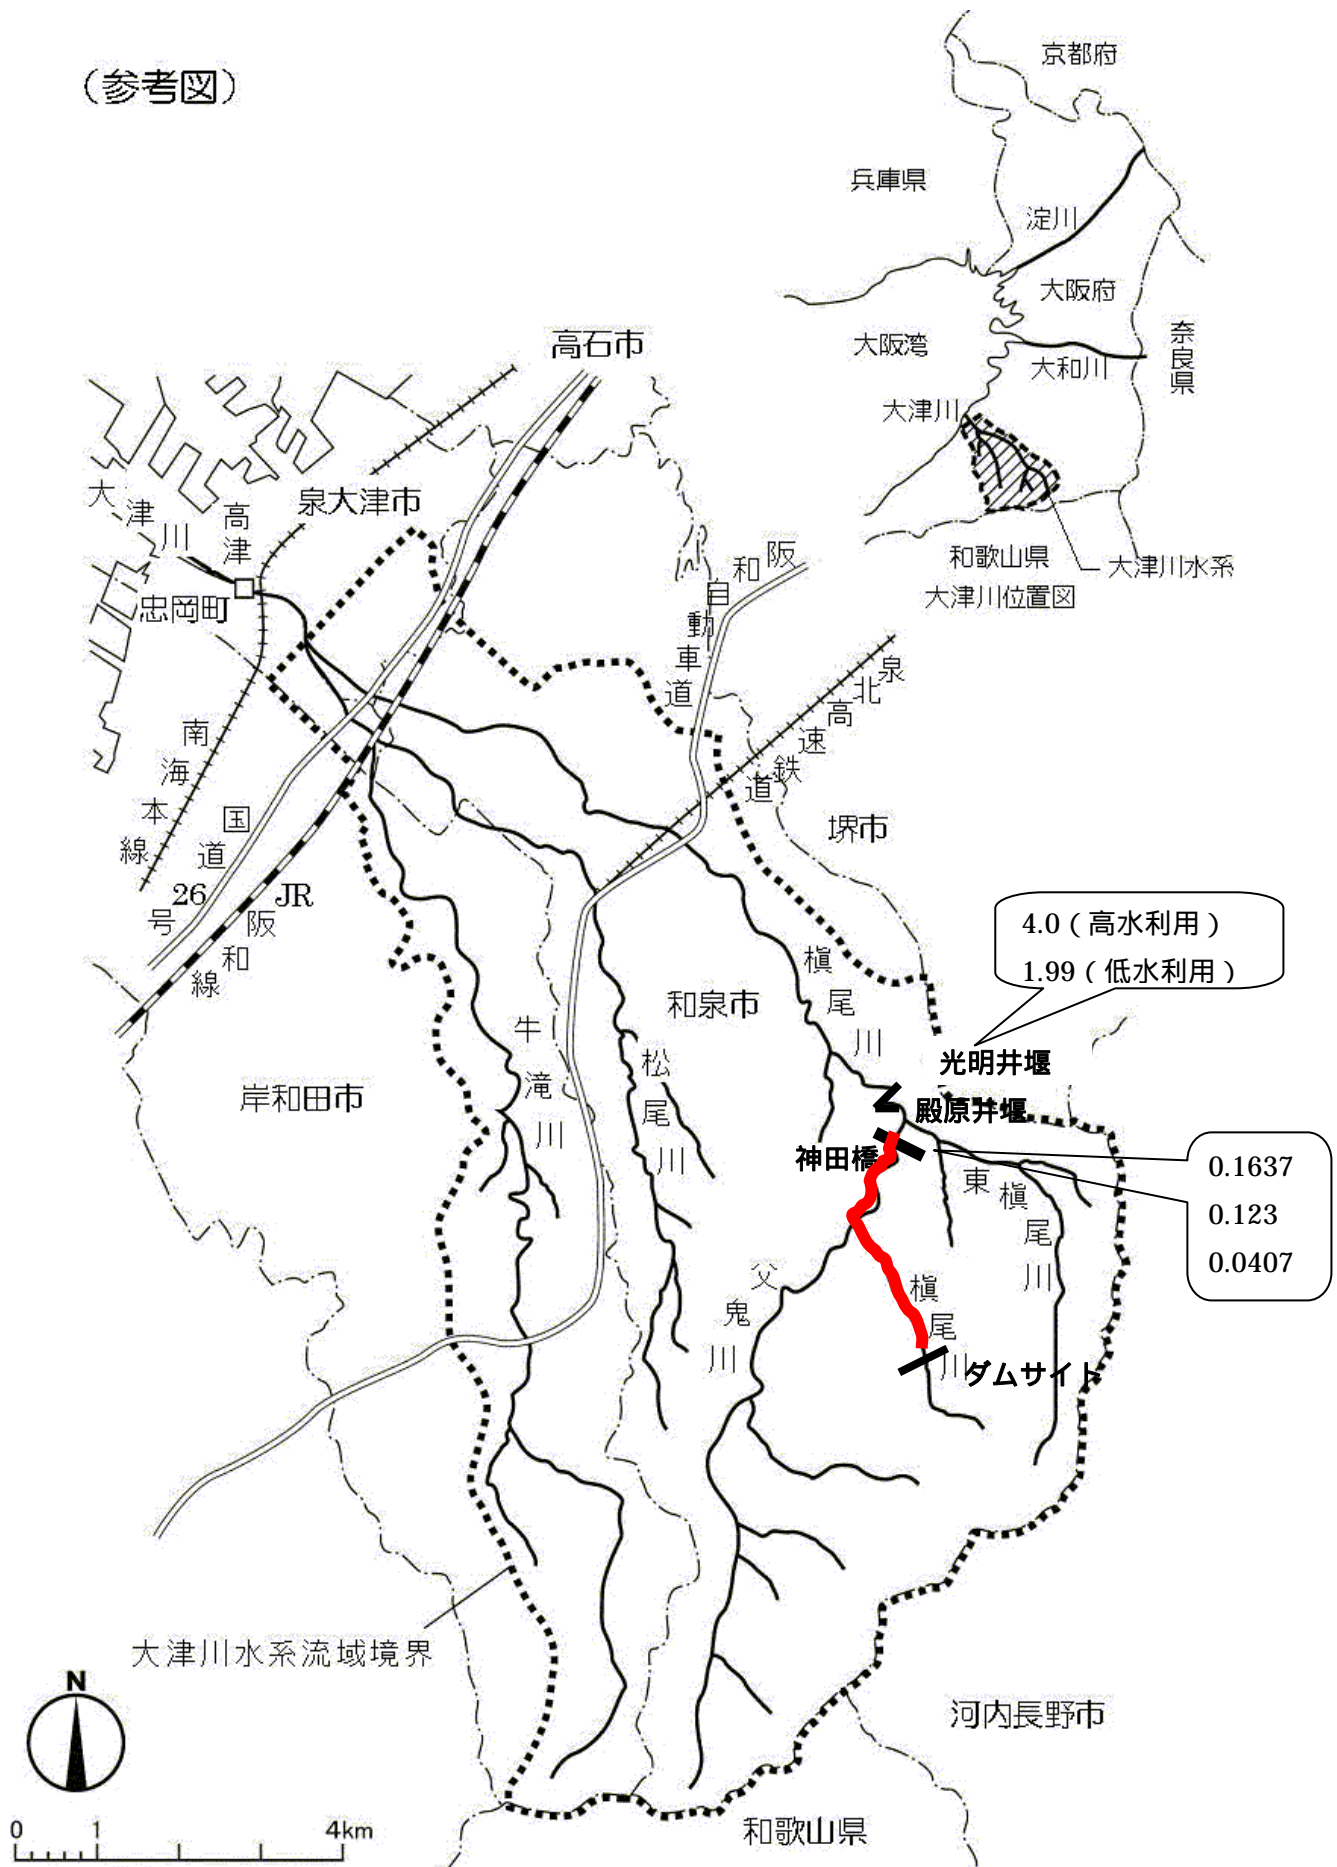 （参考図）
京都府
兵庫県
淀川
大阪府
大阪湾
奈良県
大和川
大津川
和歌山県
大津川水系
大津川位置図
高石市
泉大津市
大津川
高津
忠岡町
阪和自動車道
泉北高速鉄道
南海本線
国道26号
JR阪和線
堺市
4.0（高水利用）
1.99（低水利用）
槇尾川
和泉市
牛滝川
松尾川
岸和田市
光明井堰
殿原井堰
神田橋
0.1637
0.123
0.0407
東槇尾川
父鬼川
槇尾川
ダムサイト
大津川水系流域境界
N
河内長野市
和歌山県
0 1 4km